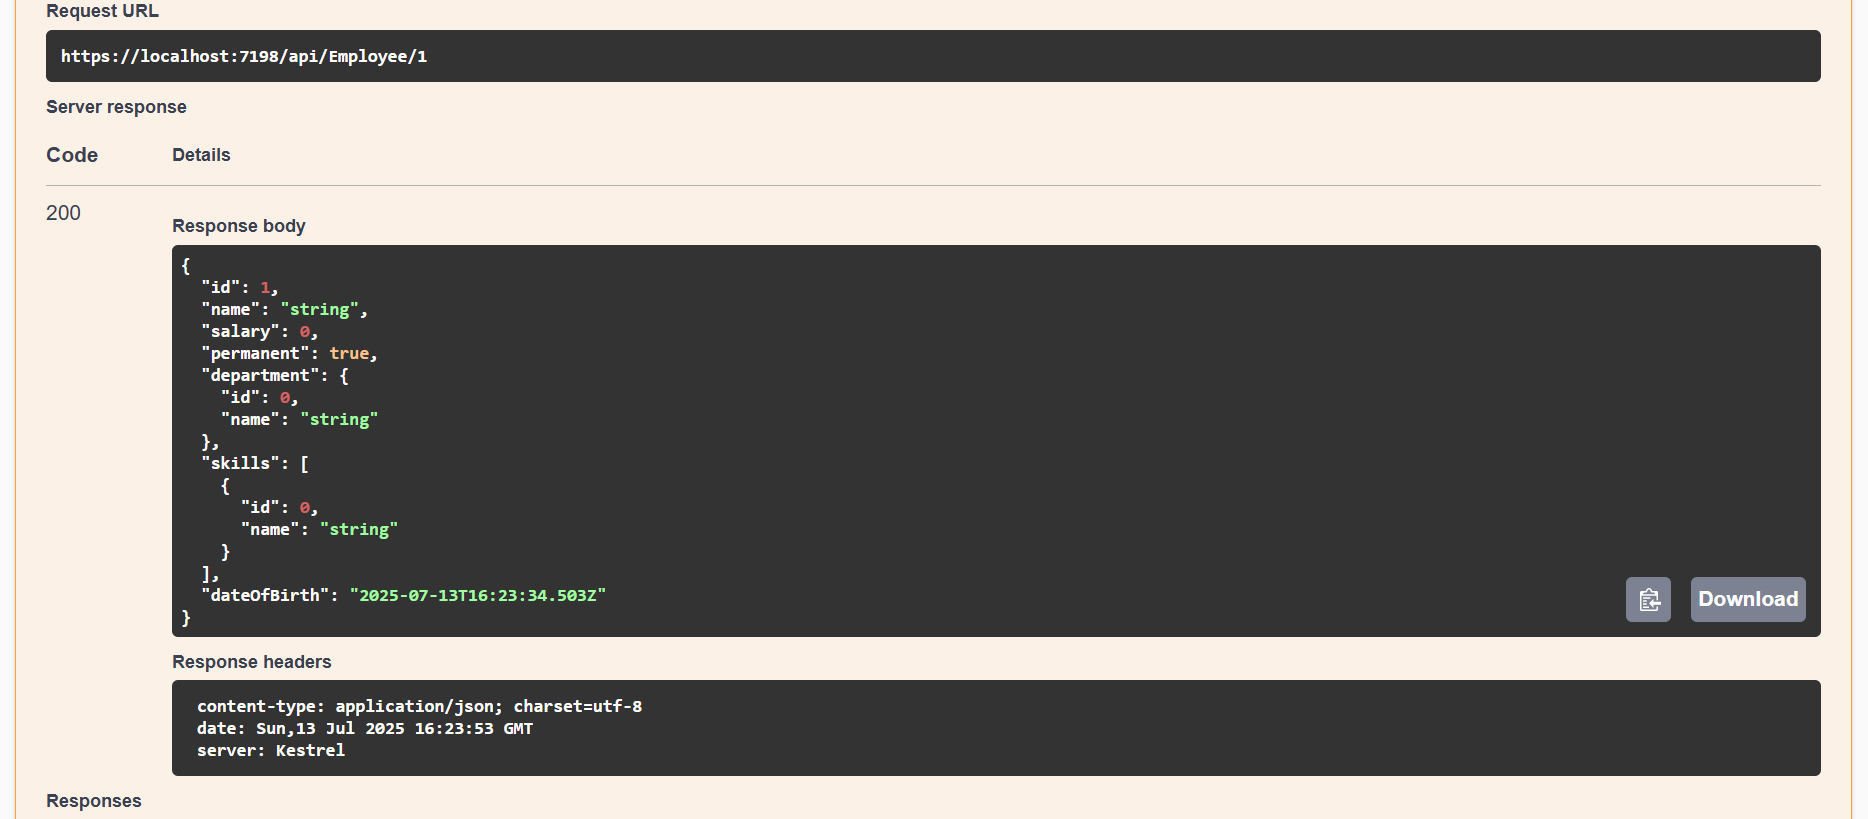 Request URL
https://localhost:7198/api/Employee/1
Server response
Code Details
200
Response body
{
  "id": 1,
  "name": "string",
  "salary": 0,
  "permanent": true,
  "department": {
    "id": 0,
    "name": "string"
  },
  "skills": [
    {
      "id": 0,
      "name": "string"
    }
  ],
  "dateOfBirth": "2025-07-13T16:23:34.503Z"
}
Download
Response headers
content-type: application/json; charset=utf-8
date: Sun,13 Jul 2025 16:23:53 GMT
server: Kestrel
Responses